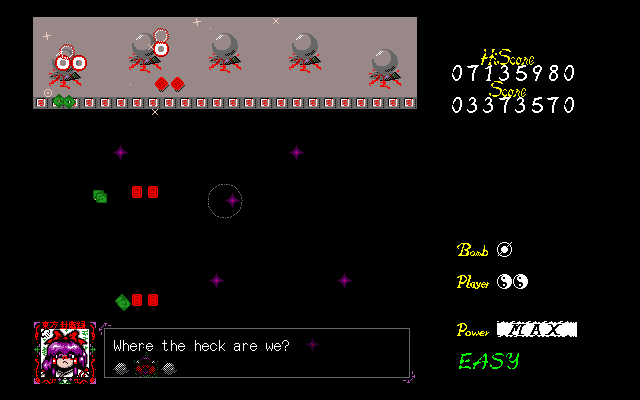 HiScore
07135980
Score
03373570
Bomb
Player
Power MAX
EASY
Where the heck are we?